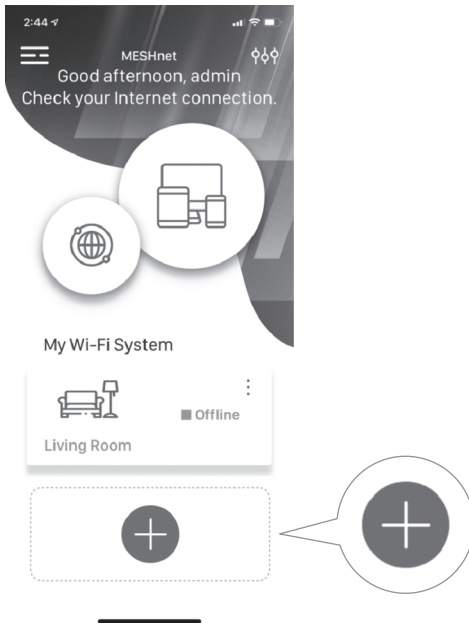 2:44
MESHnet
Good afternoon, admin
Check your Internet connection.
My Wi-Fi System
Offline
Living Room